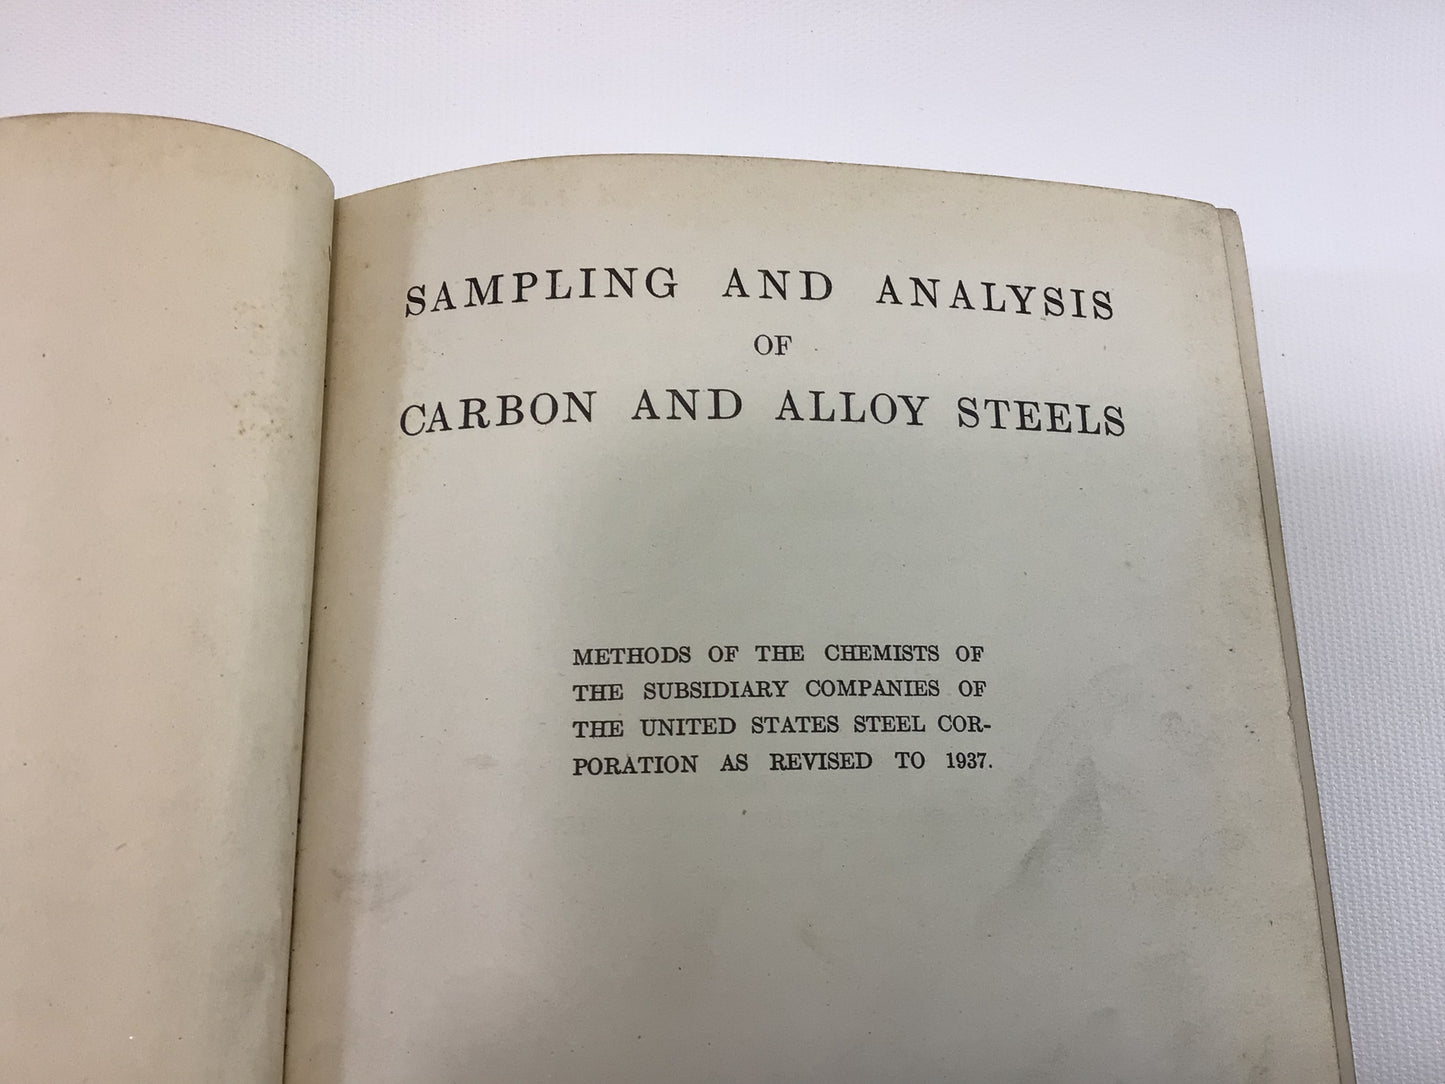 SAMPLING AND ANALYSIS
OF
CARBON AND ALLOY STEELS
METHODS OF THE CHEMISTS OF
THE SUBSIDIARY COMPANIES OF
THE UNITED STATES STEEL COR-
PORATION AS REVISED TO 1937.